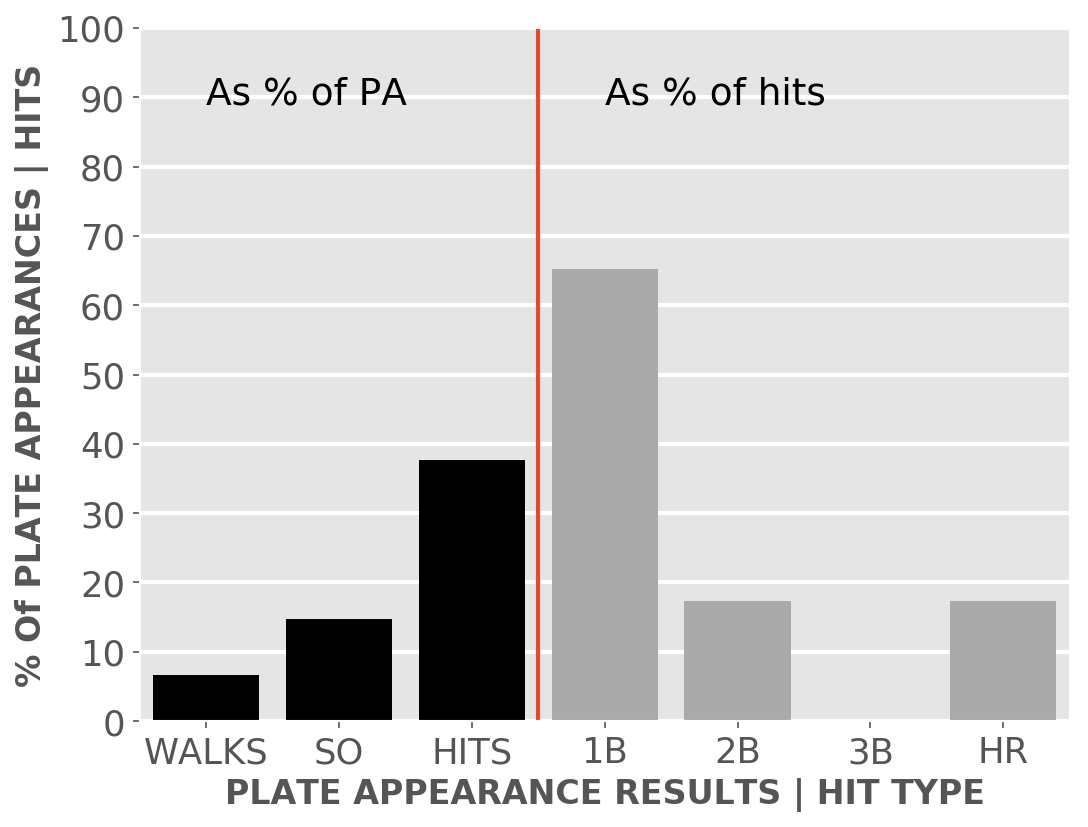 % Of PLATE APPEARANCES | HITS
100
90
80
70
60
50
40
30
20
10
0
As % of PA
As % of hits
WALKS SO HITS 1B 2B 3B HR
PLATE APPEARANCE RESULTS | HIT TYPE